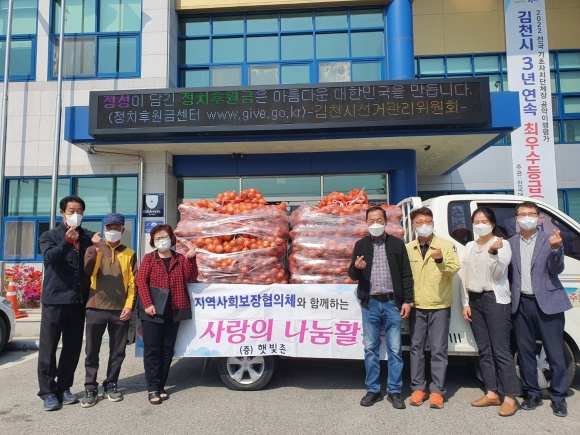 정성이 담긴 정치후원금은 아름다운 대한민국을 만드는
(정치후원금센터 www.give.go.kr)-김천시선거관리위원회-
2022 전국 기초자치단체장 공약이행평가
김천시 3년연속 최우수등급
지역사회보장협의체와 함께하는
사랑의 나눔활
(중) 햇빛촌